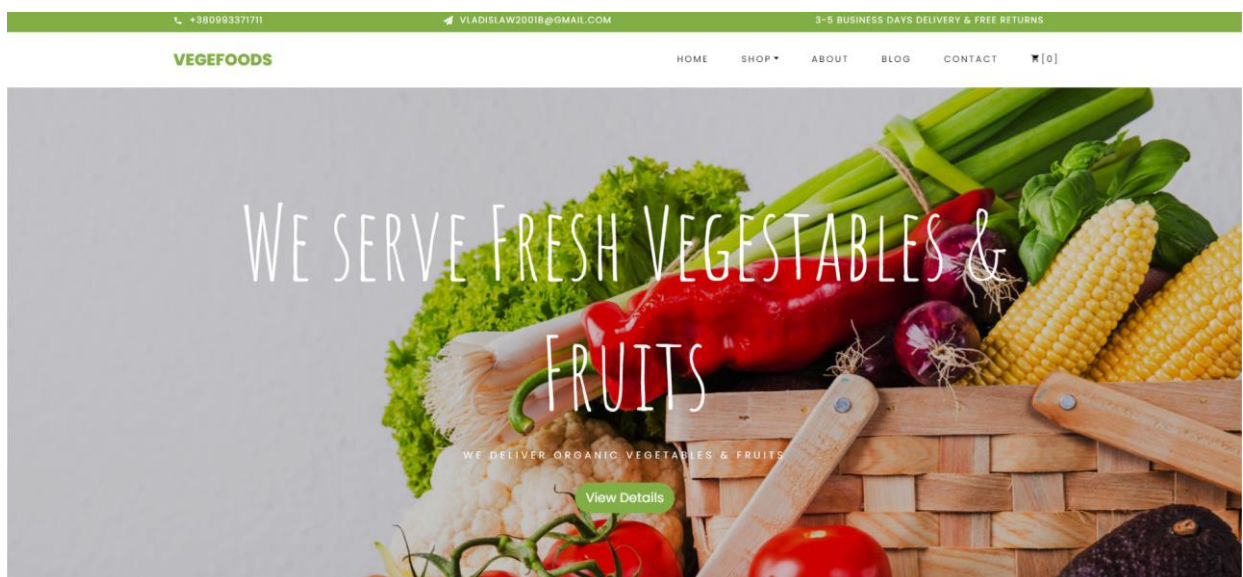 +380993371711 VLADISLAW2001B@GMAIL.COM 3-5 BUSINESS DAYS DELIVERY & FREE RETURNS
VEGEFOODS HOME SHOP ABOUT BLOG CONTACT [0]
WE SERVE FRESH VEGESTABLES &
FRUITS
WE DELIVER ORGANIC VEGETABLES & FRUITS
View Details